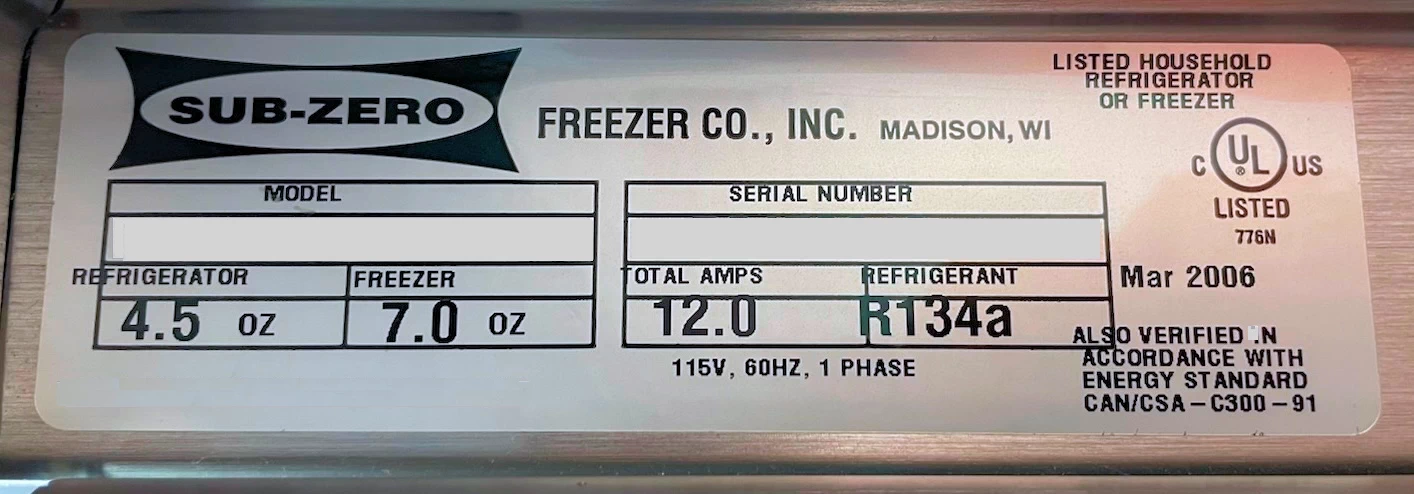 SUB-ZERO FREEZER CO., INC. MADISON, WI
LISTED HOUSEHOLD
REFRIGERATOR
OR FREEZER
C UL® US
LISTED
776N
MODEL SERIAL NUMBER
REFRIGERATOR FREEZER TOTAL AMPS REFRIGERANT
4.5 OZ 7.0 OZ 12.0 R134a
115V, 60HZ, 1 PHASE
Mar 2006
ALSO VERIFIED IN
ACCORDANCE WITH
ENERGY STANDARD
CAN/CSA – C300 – 91